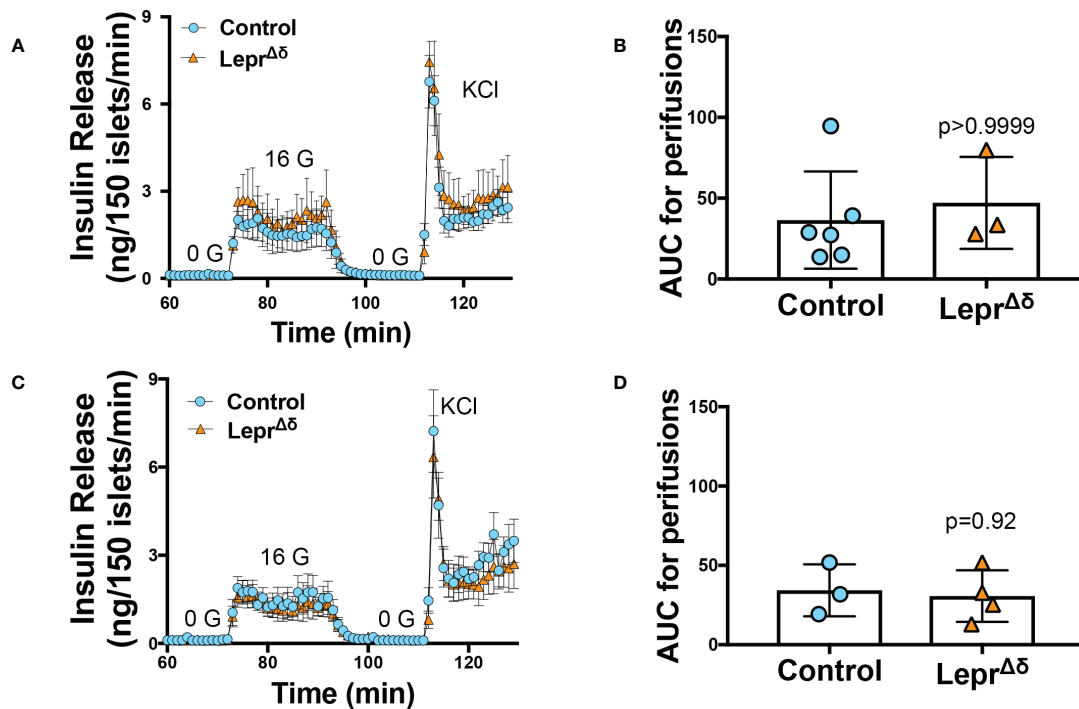 A
Insulin Release
(ng/150 islets/min)
9
6
3
0
Control
Lepr^Δδ
KCl
16 G
0 G
0 G
60
80
100
120
Time (min)
B
AUC for perifusions
150
100
50
0
p>0.9999
Control
Lepr^Δδ
C
Insulin Release
(ng/150 islets/min)
9
6
3
0
Control
Lepr^Δδ
KCl
16 G
0 G
0 G
60
80
100
120
Time (min)
D
AUC for perifusions
150
100
50
0
p=0.92
Control
Lepr^Δδ